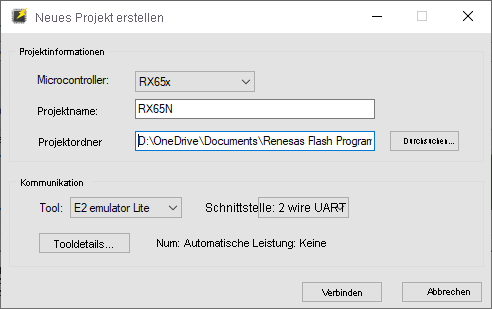 Neues Projekt erstellen
Projektinformationen
Microcontroller: RX65x
Projektname: RX65N
Projektordner D:\OneDrive\Documents\Renesas Flash Program Durchsuchen...
Kommunikation
Tool: E2 emulator Lite Schnittstelle: 2 wire UART
Tooldetails... Num: Automatische Leistung: Keine
Verbinden Abbrechen